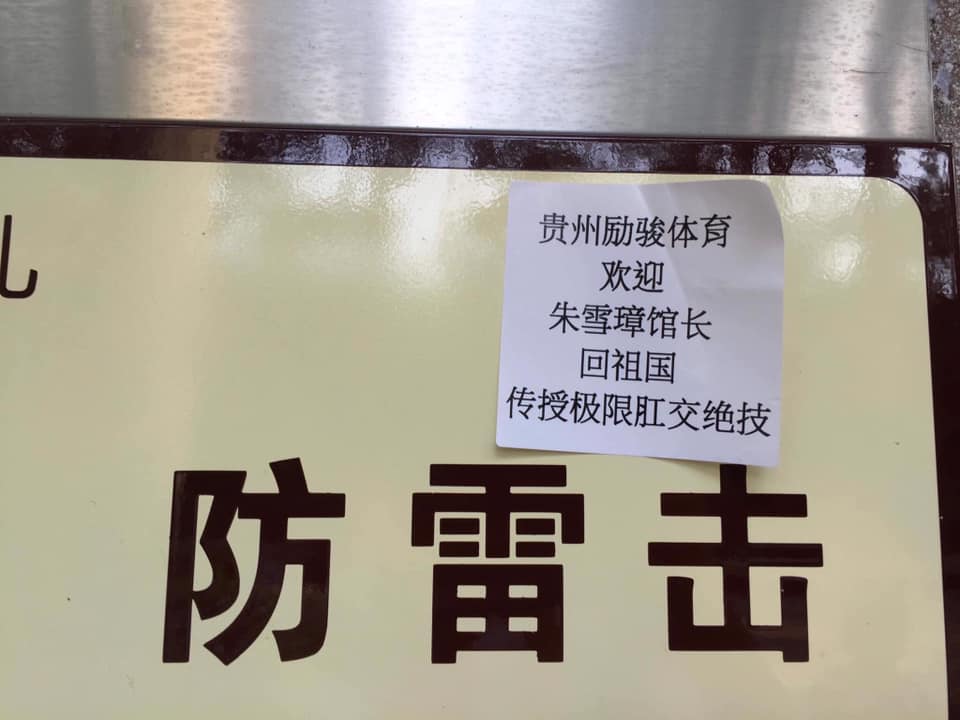 贵州励骏体育
欢迎
朱雪璋馆长
回祖国
传授极限肛交绝技
防雷击